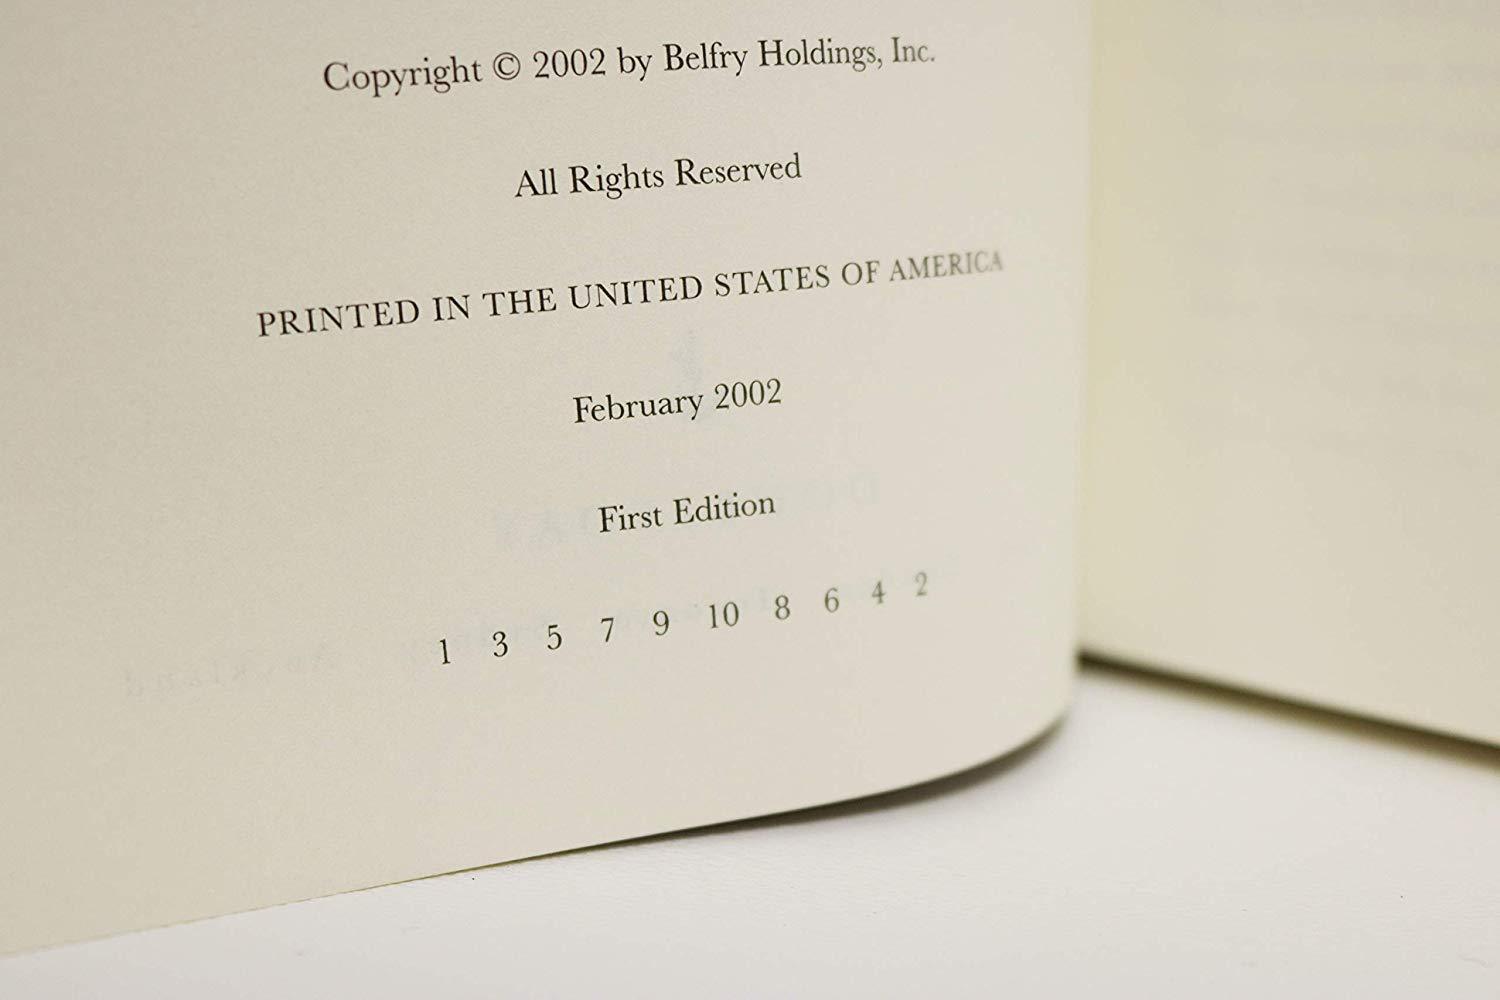 Copyright © 2002 by Belfry Holdings, Inc.
All Rights Reserved
PRINTED IN THE UNITED STATES OF AMERICA
February 2002
First Edition
1 3 5 7 9 10 8 6 4 2